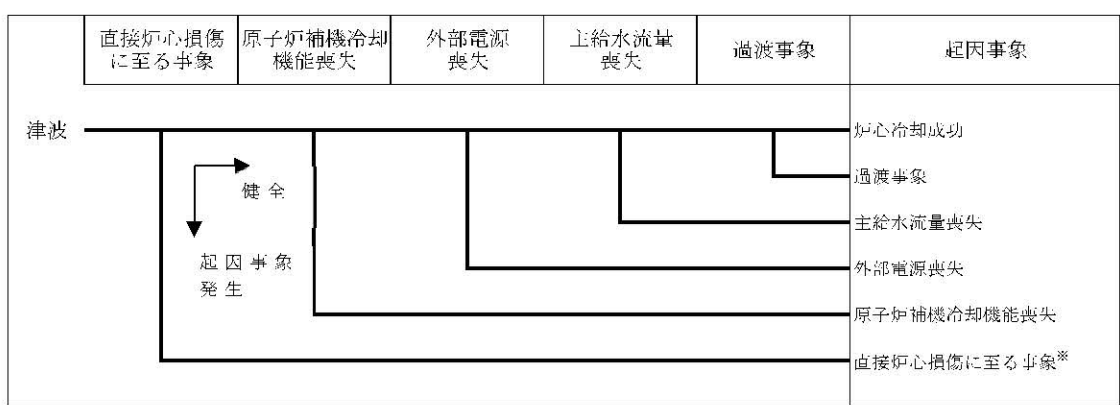 直接炉心損傷
に至る事象
原子炉補機冷却
機能喪失
外部電源
喪失
主給水流量
喪失
過渡事象
起因事象
津波
炉心冷却成功
健全
過渡事象
主給水流量喪失
起因事象
発生
外部電源喪失
原子炉補機冷却機能喪失
直接炉心損傷に至る事象※